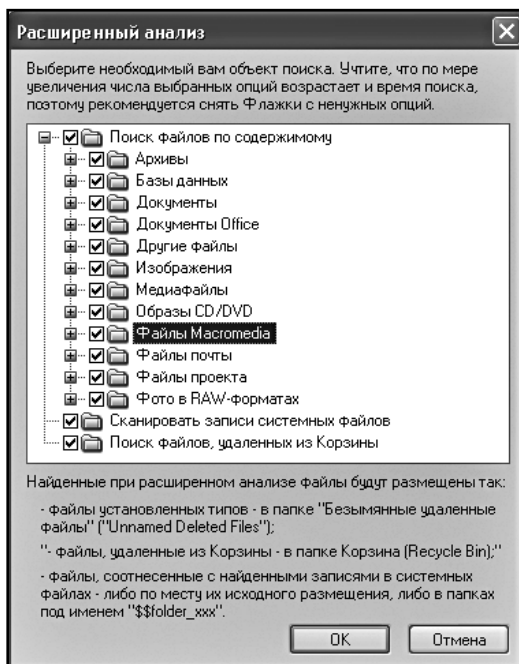 Расширенный анализ
Выберите необходимый вам объект поиска. Учтите, что по мере
увеличения числа выбранных опций возрастает и время поиска,
поэтому рекомендуется снять Флажки с ненужных опций.
Поиск файлов по содержимому
Архивы
Базы данных
Документы
Документы Office
Другие файлы
Изображения
Медиафайлы
Образы CD/DVD
Файлы Macromedia
Файлы почты
Файлы проекта
Фото в RAW-форматах
Сканировать записи системных файлов
Поиск файлов, удаленных из Корзины
Найденные при расширенном анализе файлы будут размещены так:
- файлы установленных типов - в папке "Безымянные удаленные
файлы" ("Unnamed Deleted Files");
"- файлы, удаленные из Корзины - в папке Корзина (Recycle Bin);"
- файлы, соотнесенные с найденными записями в системных
файлах - либо по месту их исходного размещения, либо в папках
под именем "$$folder_xxx".
OK
Отмена